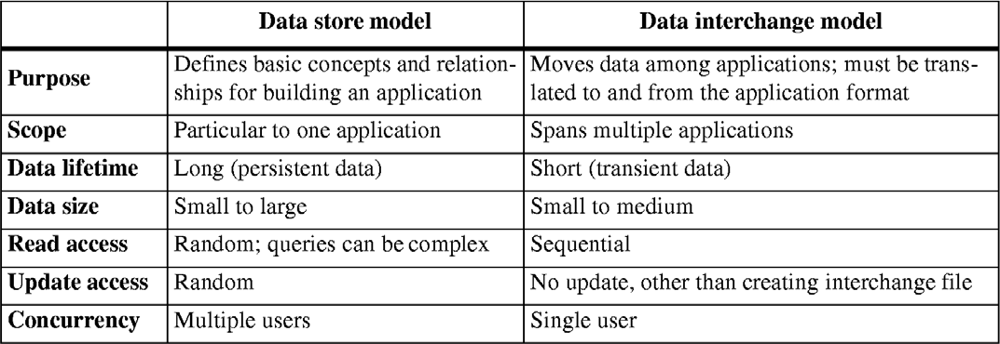 Data store model Data interchange model
Purpose Defines basic concepts and relation- Moves data among applications; must be trans-
ships for building an application lated to and from the application format
Scope Particular to one application Spans multiple applications
Data lifetime Long (persistent data) Short (transient data)
Data size Small to large Small to medium
Read access Random; queries can be complex Sequential
Update access Random No update, other than creating interchange file
Concurrency Multiple users Single user